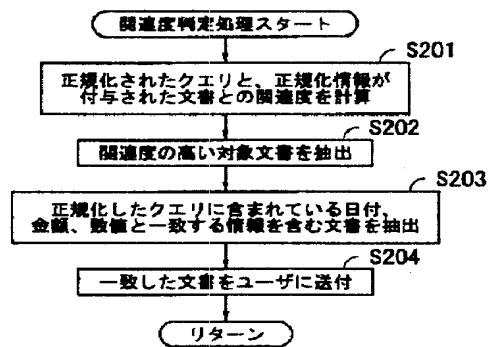 関連度判定処理スタート
S201
正規化されたクエリと、正規化情報が
付与された文書との関連度を計算
S202
関連度の高い対象文書を抽出
S203
正規化したクエリに含まれている日付、
金額、数値と一致する情報を含む文書を抽出
S204
一致した文書をユーザに送付
リターン